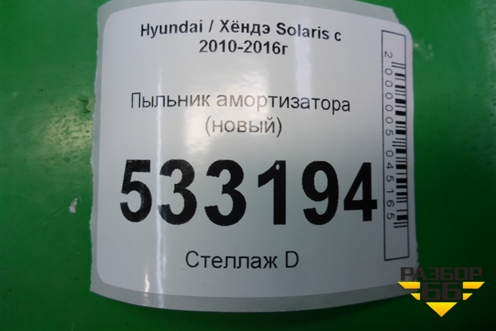 Hyundai / Хёндэ Solaris с
2010-2016г
Пыльник амортизатора
(новый)
533194
Стеллаж D
2000005045165
РАЗБОР
66